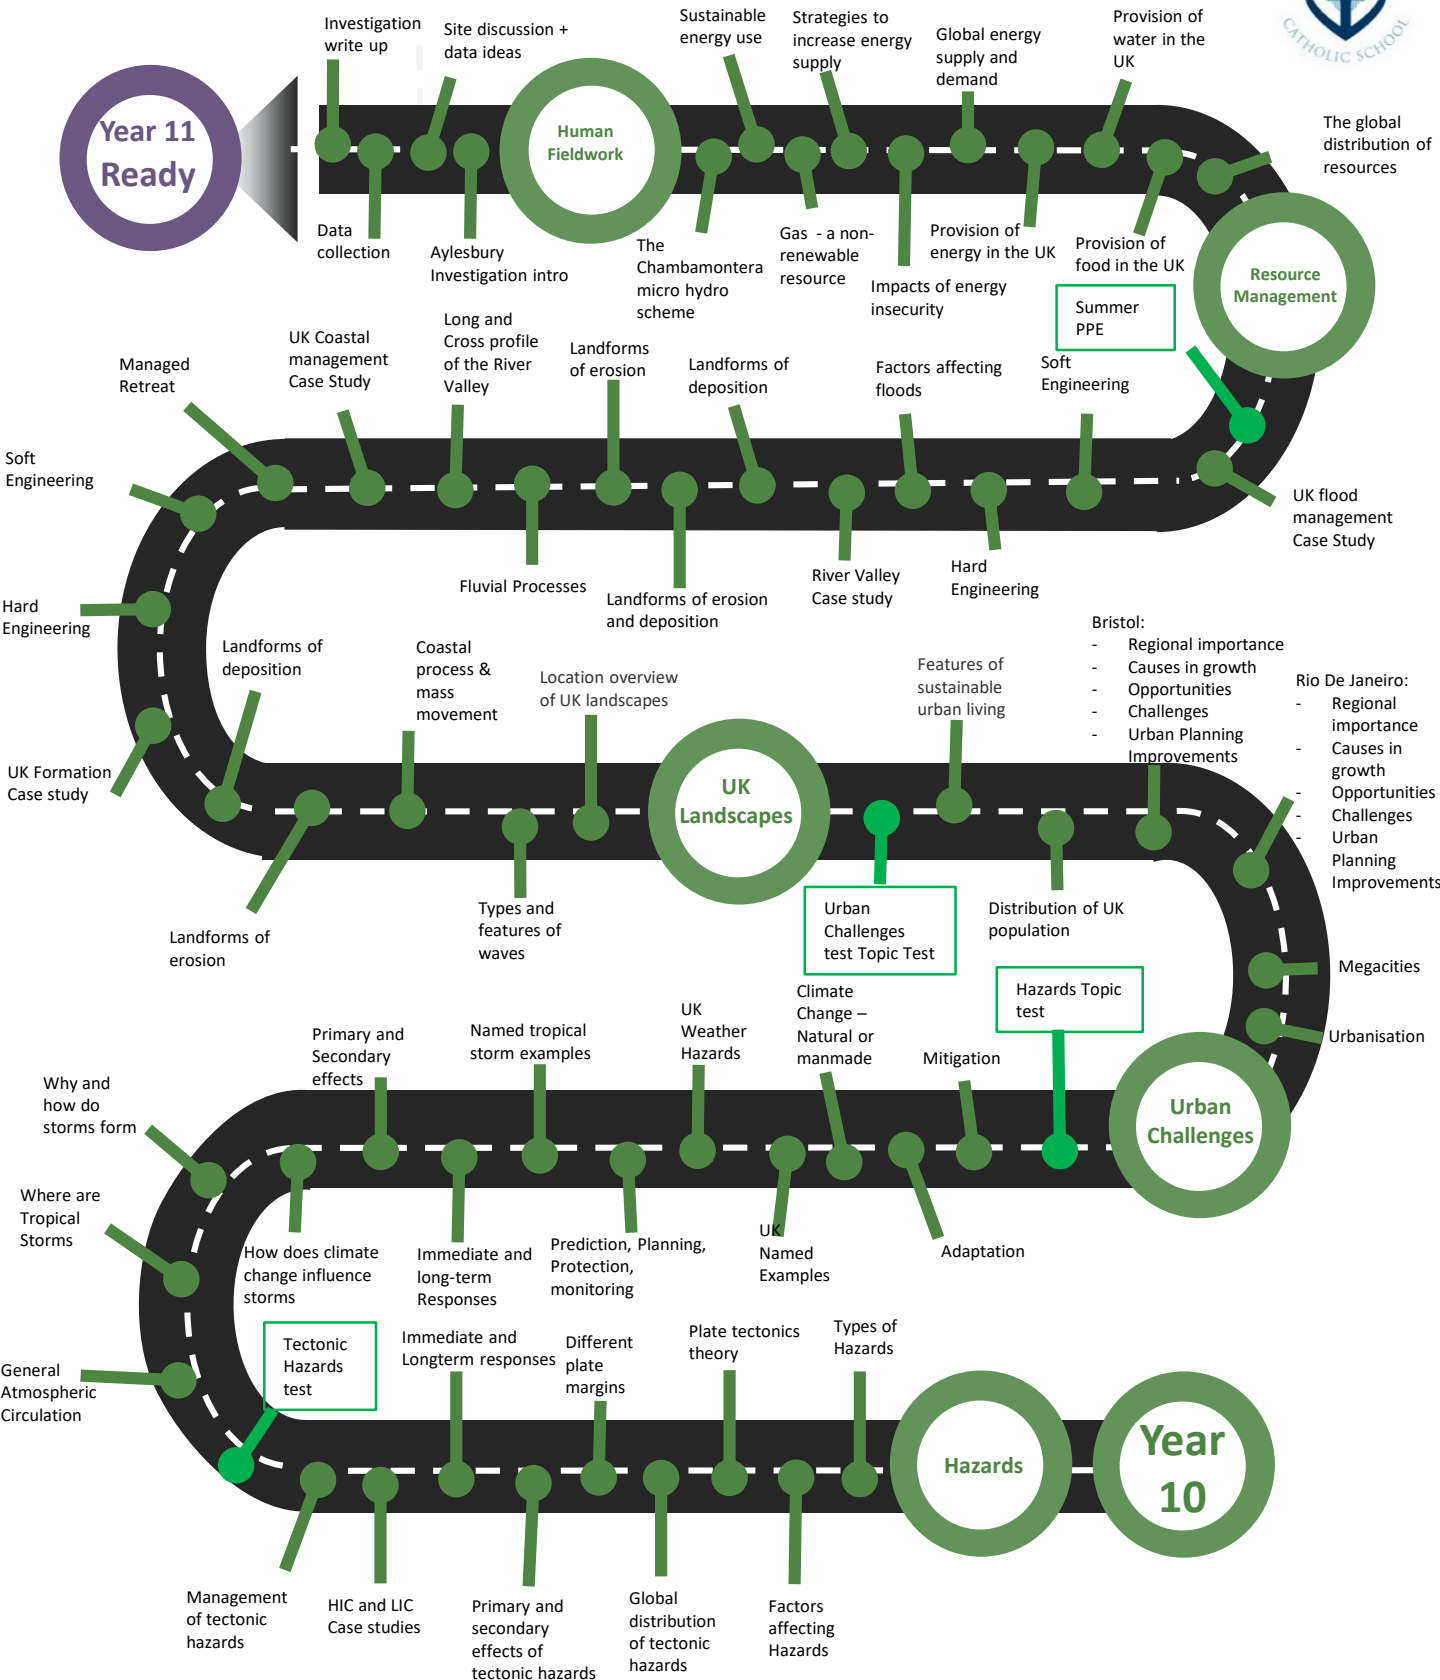 CATHOLIC SCHOOL
Investigation
write up
Site discussion +
data ideas
Sustainable
energy use
Strategies to
increase energy
supply
Global energy
supply and
demand
Provision of
water in the
UK
The global
distribution of
resources
Year 11
Ready
Human
Fieldwork
Data
collection
Aylesbury
Investigation intro
The
Chambamontera
micro hydro
scheme
Gas - a non-
renewable
resource
Impacts of energy
insecurity
Provision of
energy in the UK
Provision of
food in the UK
Resource
Management
Summer
PPE
Managed
Retreat
UK Coastal
management
Case Study
Long and
Cross profile
of the River
Valley
Landforms
of erosion
Landforms of
deposition
Factors affecting
floods
Soft
Engineering
Soft
Engineering
UK flood
management
Case Study
Fluvial Processes
Landforms of erosion
and deposition
River Valley
Case study
Hard
Engineering
Hard
Engineering
Landforms of
deposition
Coastal
process &
mass
movement
Location overview
of UK landscapes
Features of
sustainable
urban living
Bristol:
- Regional importance
- Causes in growth
- Opportunities
- Challenges
- Urban Planning
Improvements
Rio De Janeiro:
- Regional
importance
- Causes in
growth
- Opportunities
- Challenges
- Urban
Planning
Improvements
UK Formation
Case study
UK
Landscapes
Landforms of
erosion
Types and
features of
waves
Urban
Challenges
test Topic Test
Distribution of UK
population
Megacities
Urbanisation
Hazards Topic
test
Primary and
Secondary
effects
Named tropical
storm examples
UK
Weather
Hazards
Climate
Change –
Natural or
manmade
Mitigation
Why and
how do
storms form
Urban
Challenges
Where are
Tropical
Storms
How does climate
change influence
storms
Immediate and
long-term
Responses
Prediction, Planning,
Protection,
monitoring
UK
Named
Examples
Adaptation
General
Atmospheric
Circulation
Tectonic
Hazards
test
Immediate and
Longterm responses
Different
plate
margins
Plate tectonics
theory
Types of
Hazards
Hazards
Year
10
Management
of tectonic
hazards
HIC and LIC
Case studies
Primary and
secondary
effects of
tectonic hazards
Global
distribution
of tectonic
hazards
Factors
affecting
Hazards